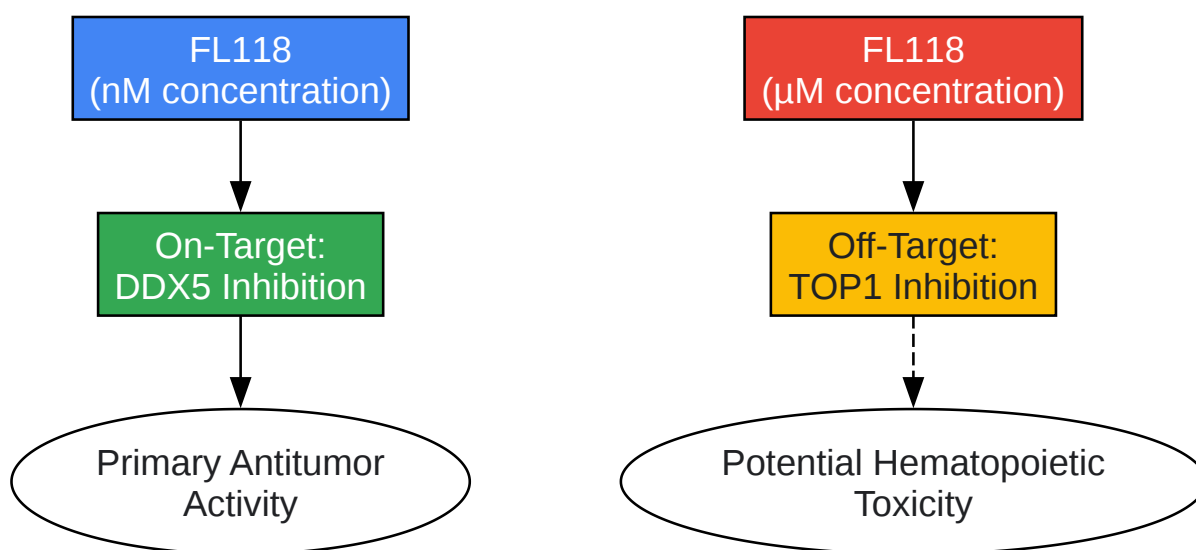 FL118
(nM concentration)
FL118
(µM concentration)
On-Target:
DDX5 Inhibition
Off-Target:
TOP1 Inhibition
Primary Antitumor
Activity
Potential Hematopoietic
Toxicity